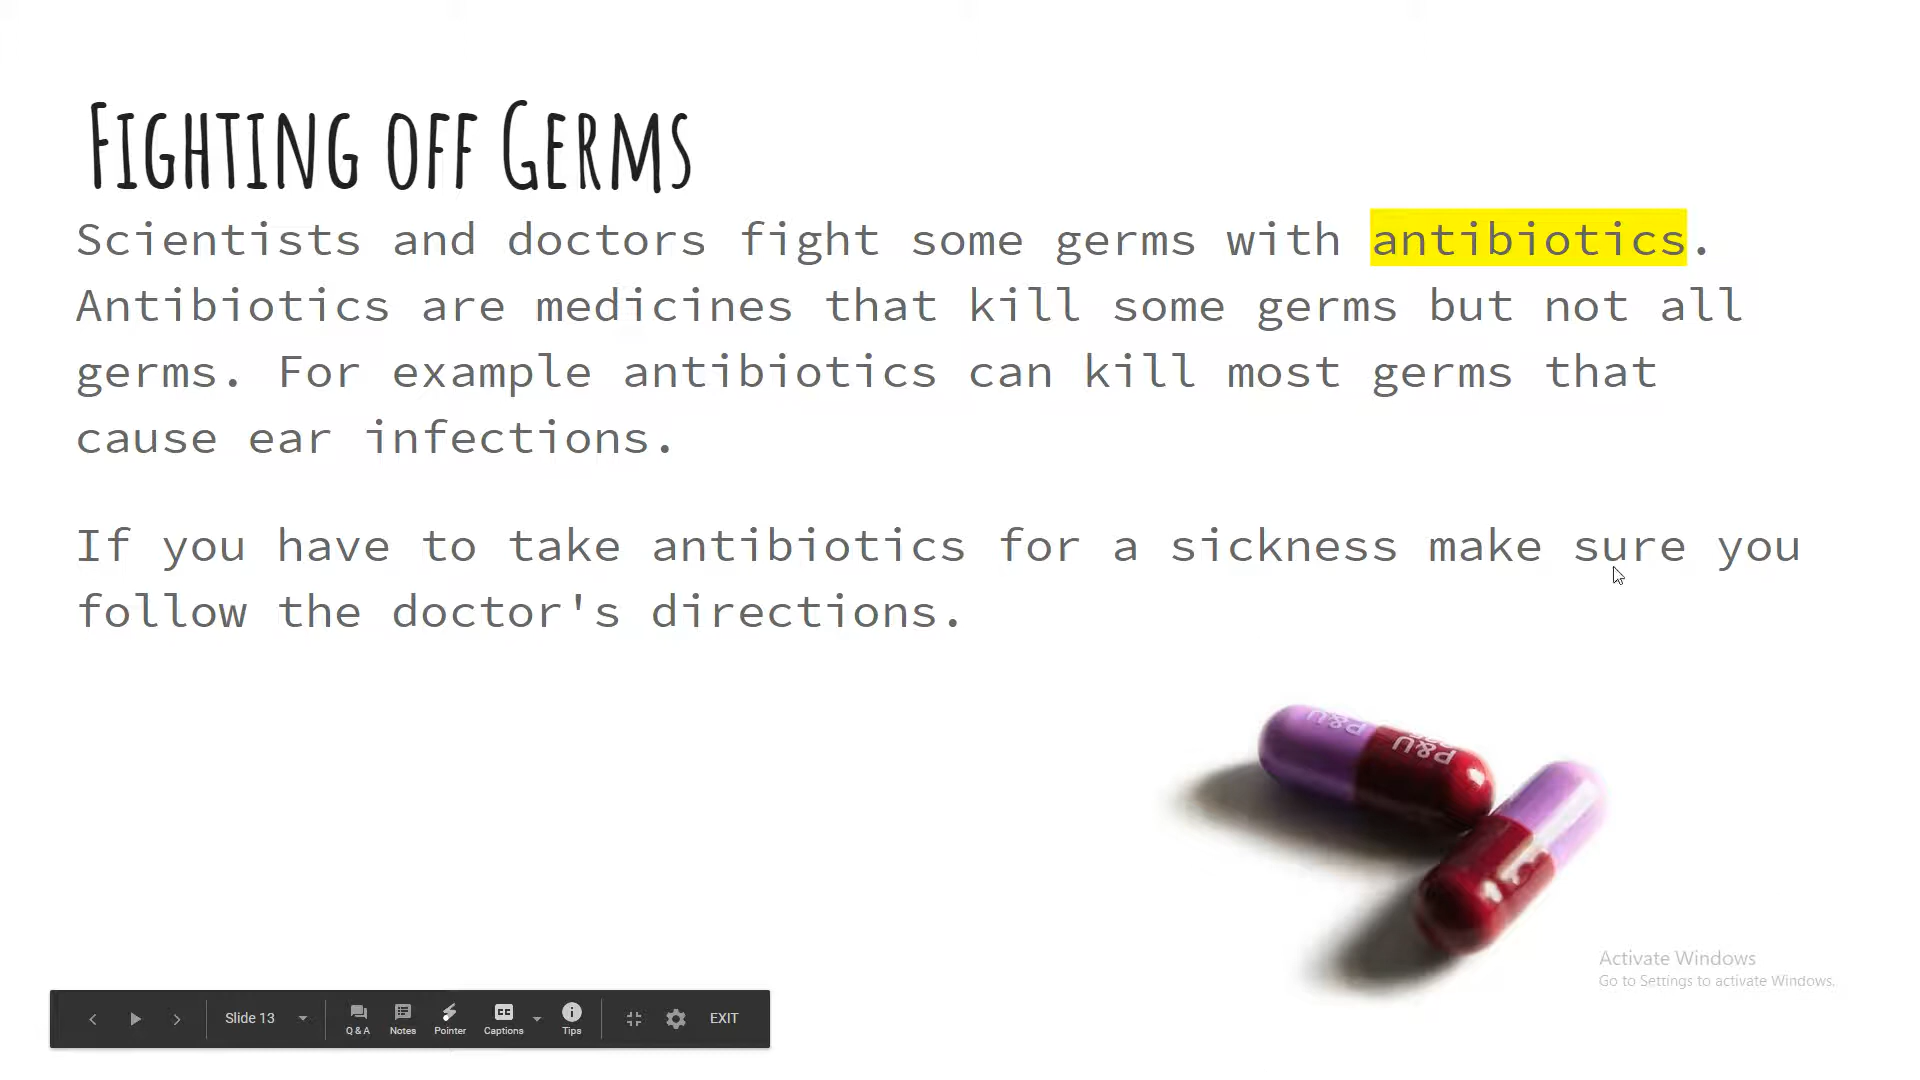 Fighting off Germs
Scientists and doctors fight some germs with antibiotics.
Antibiotics are medicines that kill some germs but not all
germs. For example antibiotics can kill most germs that
cause ear infections.
If you have to take antibiotics for a sickness make sure you
follow the doctor's directions.
P&U
P&U
Activate Windows
Go to Settings to activate Windows.
Slide 13
Q & A
Notes
Pointer
CC
Captions
Tips
EXIT